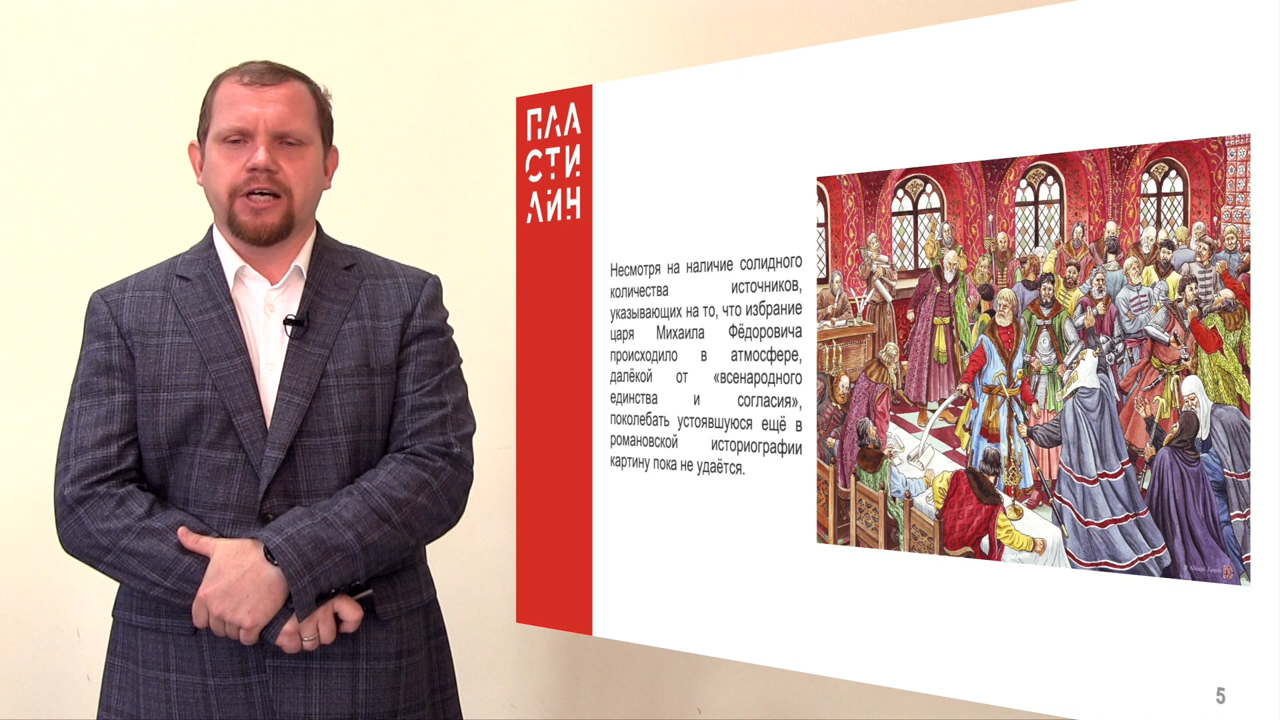 ПЛА
СТИ
ЛИН
Несмотря на наличие солидного
количества источников,
указывающих на то, что избрание
царя Михаила Фёдоровича
происходило в атмосфере,
далёкой от «всенародного
единства и согласия»,
поколебать устоявшуюся ещё в
романовской историографии
картину пока не удаётся.
5